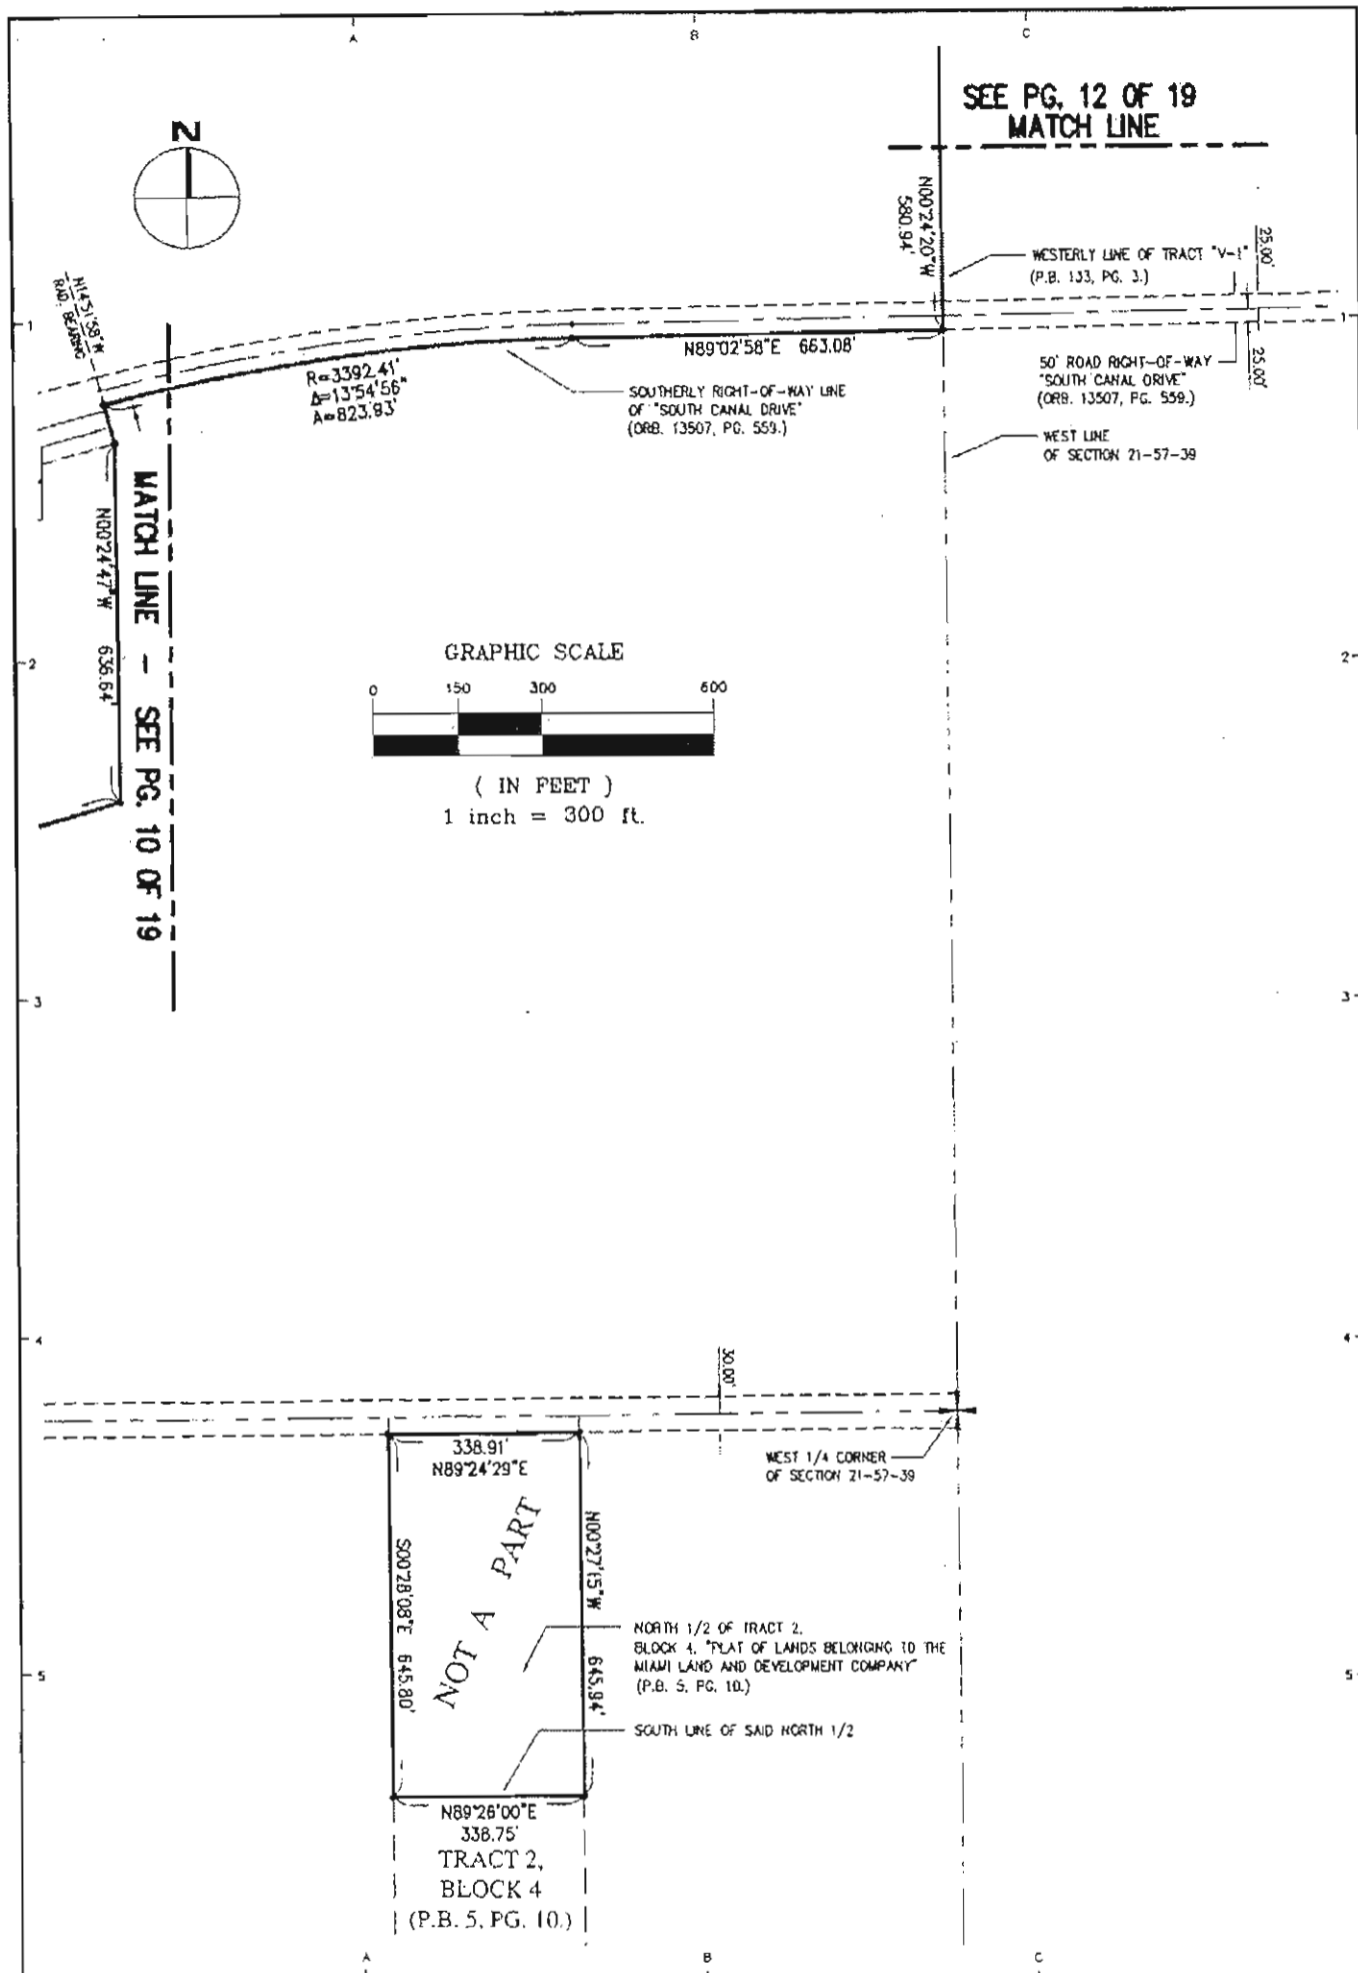 A
B
C
SEE PG. 12 OF 19
MATCH LINE
N
N00°24'20"W
580.94'
WESTERLY LINE OF TRACT "V-1"
(P.B. 133, PG. 3.)
25.00'
N14°51'58"W
RAD. BEARING
1
1
N89°02'58"E 663.08'
R=3392.41'
Δ=13°54'56"
A=823.93'
SOUTHERLY RIGHT-OF-WAY LINE
OF "SOUTH CANAL DRIVE"
(ORB. 13507, PG. 559.)
50' ROAD RIGHT-OF-WAY
"SOUTH CANAL DRIVE"
(ORB. 13507, PG. 559.)
25.00'
WEST LINE
OF SECTION 21-57-39
N00°24'47"W 636.64'
MATCH LINE - SEE PG. 10 OF 19
2
2
GRAPHIC SCALE
0 150 300 600
( IN FEET )
1 inch = 300 ft.
3
3
4
4
30.00'
338.91'
N89°24'29"E
WEST 1/4 CORNER
OF SECTION 21-57-39
S00°28'08"E 645.80'
NOT A PART
N00°27'15"W 645.94'
NORTH 1/2 OF TRACT 2,
BLOCK 4, "PLAT OF LANDS BELONGING TO THE
MIAMI LAND AND DEVELOPMENT COMPANY"
(P.B. 5, PG. 10.)
5
5
SOUTH LINE OF SAID NORTH 1/2
N89°26'00"E
338.75'
TRACT 2,
BLOCK 4
(P.B. 5, PG. 10.)
A
B
C